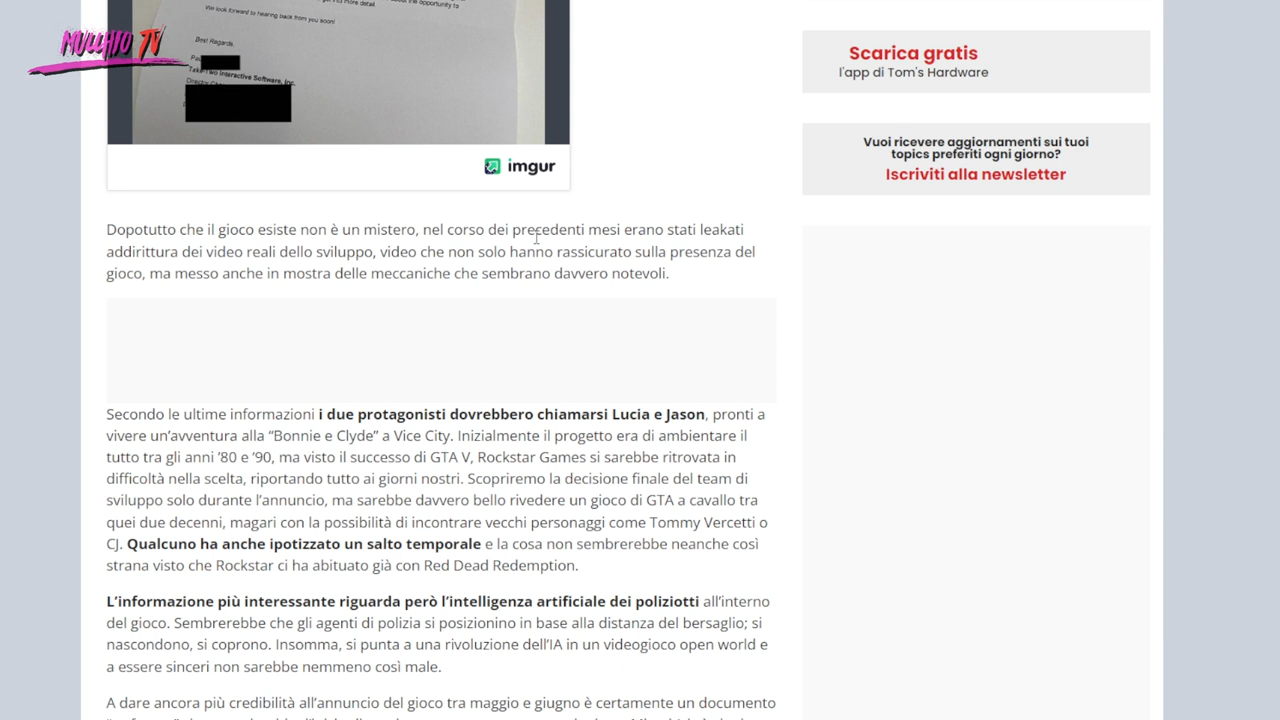 We look forward to hearing back from you soon!
Best Regards,
Take-Two Interactive Software, Inc.
MUCCHIO TV
imgur
Scarica gratis
l'app di Tom's Hardware
Vuoi ricevere aggiornamenti sui tuoi
topics preferiti ogni giorno?
Iscriviti alla newsletter
Dopotutto che il gioco esiste non è un mistero, nel corso dei precedenti mesi erano stati leakati
addirittura dei video reali dello sviluppo, video che non solo hanno rassicurato sulla presenza del
gioco, ma messo anche in mostra delle meccaniche che sembrano davvero notevoli.
Secondo le ultime informazioni i due protagonisti dovrebbero chiamarsi Lucia e Jason, pronti a
vivere un'avventura alla “Bonnie e Clyde” a Vice City. Inizialmente il progetto era di ambientare il
tutto tra gli anni '80 e '90, ma visto il successo di GTA V, Rockstar Games si sarebbe ritrovata in
difficoltà nella scelta, riportando tutto ai giorni nostri. Scopriremo la decisione finale del team di
sviluppo solo durante l'annuncio, ma sarebbe davvero bello rivedere un gioco di GTA a cavallo tra
quei due decenni, magari con la possibilità di incontrare vecchi personaggi come Tommy Vercetti o
CJ. Qualcuno ha anche ipotizzato un salto temporale e la cosa non sembrerebbe neanche così
strana visto che Rockstar ci ha abituato già con Red Dead Redemption.
L'informazione più interessante riguarda però l'intelligenza artificiale dei poliziotti all'interno
del gioco. Sembrerebbe che gli agenti di polizia si posizionino in base alla distanza del bersaglio; si
nascondono, si coprono. Insomma, si punta a una rivoluzione dell'IA in un videogioco open world e
a essere sinceri non sarebbe nemmeno così male.
A dare ancora più credibilità all'annuncio del gioco tra maggio e giugno è certamente un documento